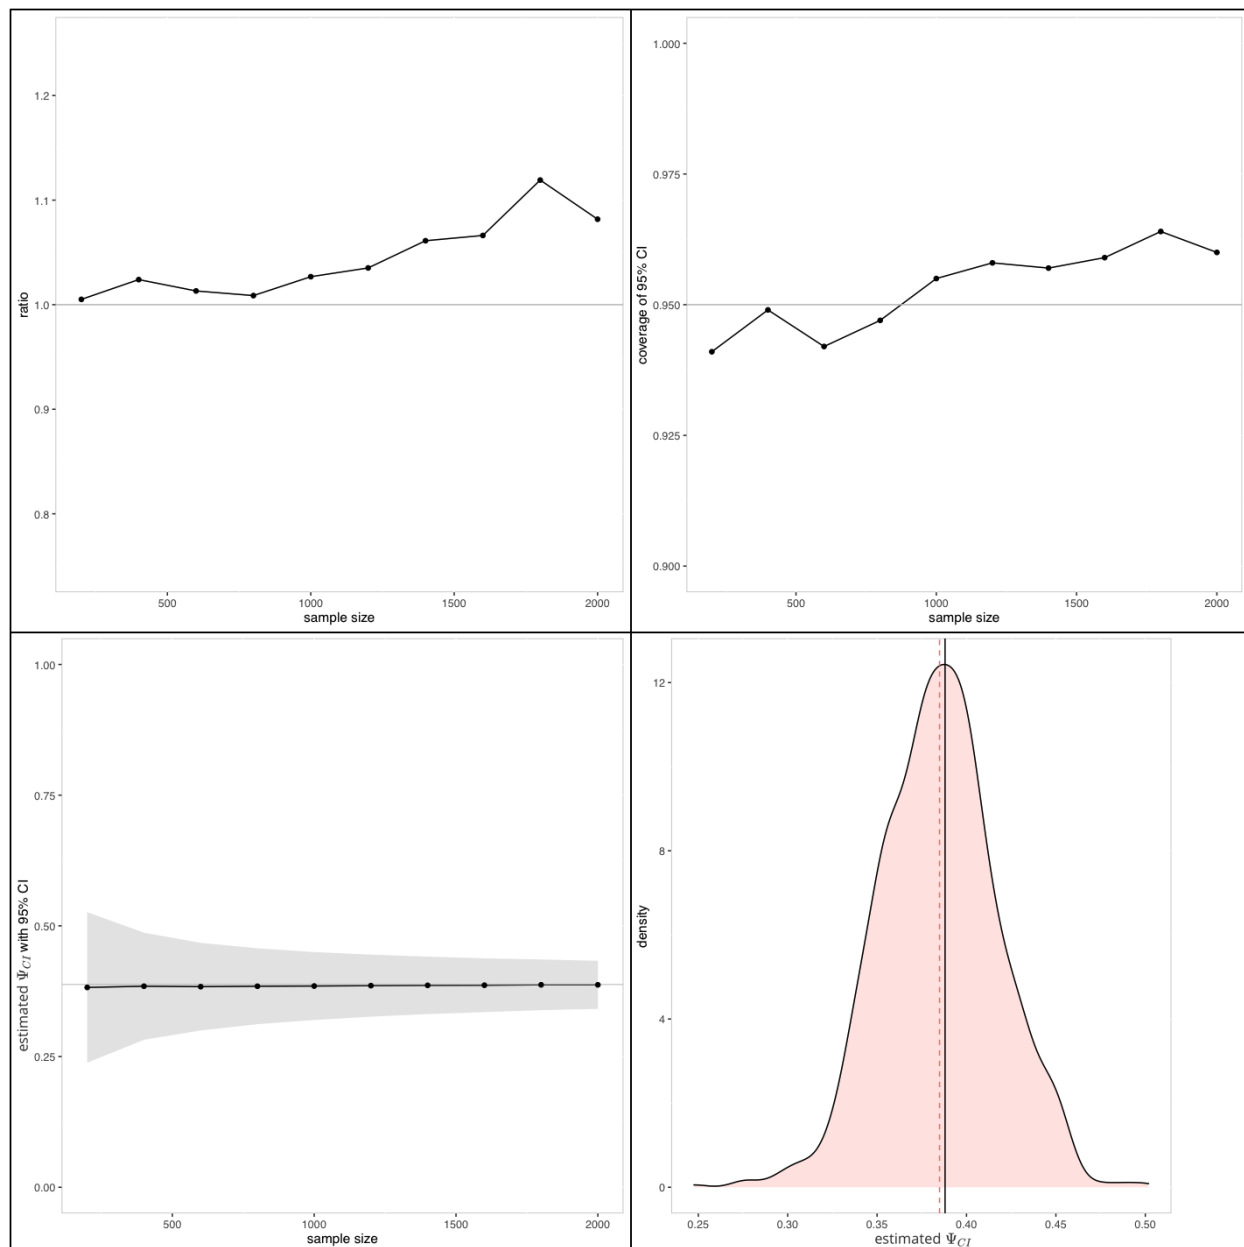 1.2
1.1
1.0
0.9
0.8
ratio
500 1000 1500 2000
sample size
1.000
0.975
0.950
0.925
0.900
coverage of 95% CI
500 1000 1500 2000
sample size
1.00
0.75
0.50
0.25
0.00
estimated Ψ_CI with 95% CI
500 1000 1500 2000
sample size
12
8
4
0
density
0.25 0.30 0.35 0.40 0.45 0.50
estimated Ψ_CI